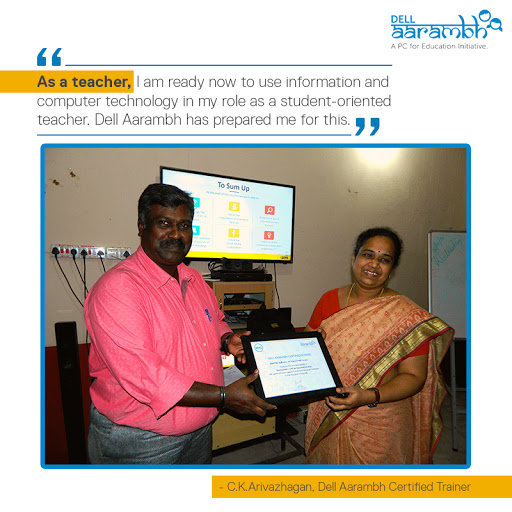 DELL
aarambh
A PC for Education Initiative.
As a teacher, I am ready now to use information and
computer technology in my role as a student-oriented
teacher. Dell Aarambh has prepared me for this.
To Sum Up
- C.K.Arivazhagan, Dell Aarambh Certified Trainer